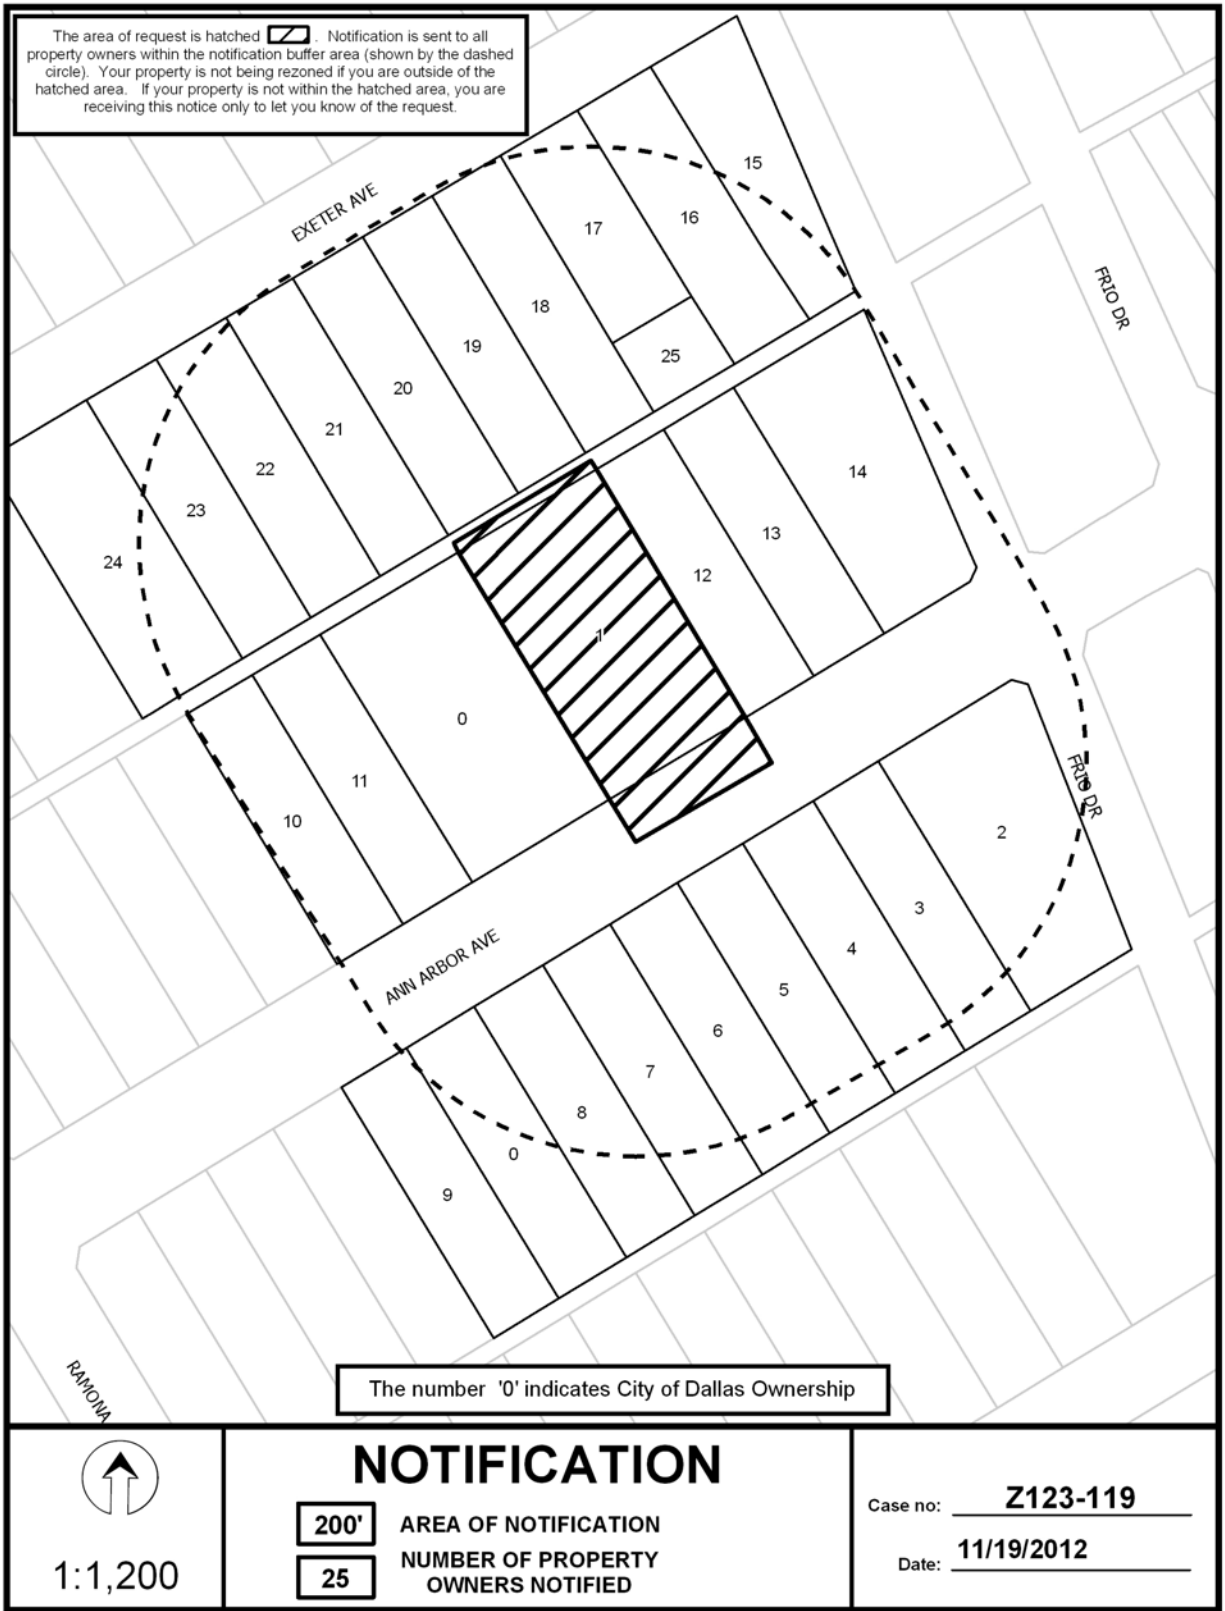 The area of request is hatched . Notification is sent to all
property owners within the notification buffer area (shown by the dashed
circle). Your property is not being rezoned if you are outside of the
hatched area. If your property is not within the hatched area, you are
receiving this notice only to let you know of the request.
EXETER AVE
FRIO DR
15
16
17
18
19
20
21
22
23
24
25
14
13
12
1
0
11
10
ANN ARBOR AVE
FRIO DR
2
3
4
5
6
7
8
0
9
RAMONA
The number '0' indicates City of Dallas Ownership
1:1,200
NOTIFICATION
200' AREA OF NOTIFICATION
25 NUMBER OF PROPERTY
OWNERS NOTIFIED
Case no: Z123-119
Date: 11/19/2012